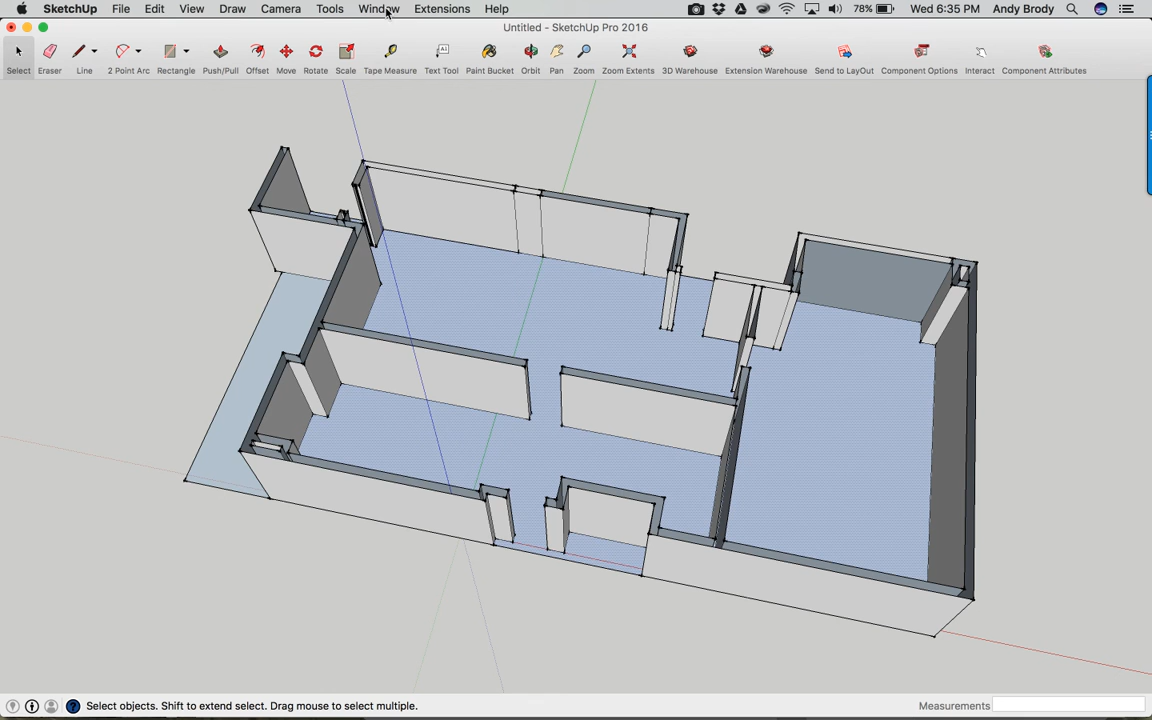 SketchUp File Edit View Draw Camera Tools Window Extensions Help 78% Wed 6:35 PM Andy Brody
Untitled - SketchUp Pro 2016
Select Eraser Line 2 Point Arc Rectangle Push/Pull Offset Move Rotate Scale Tape Measure Text Tool Paint Bucket Orbit Pan Zoom Zoom Extents 3D Warehouse Extension Warehouse Send to LayOut Component Options Interact Component Attributes
Select objects. Shift to extend select. Drag mouse to select multiple. Measurements